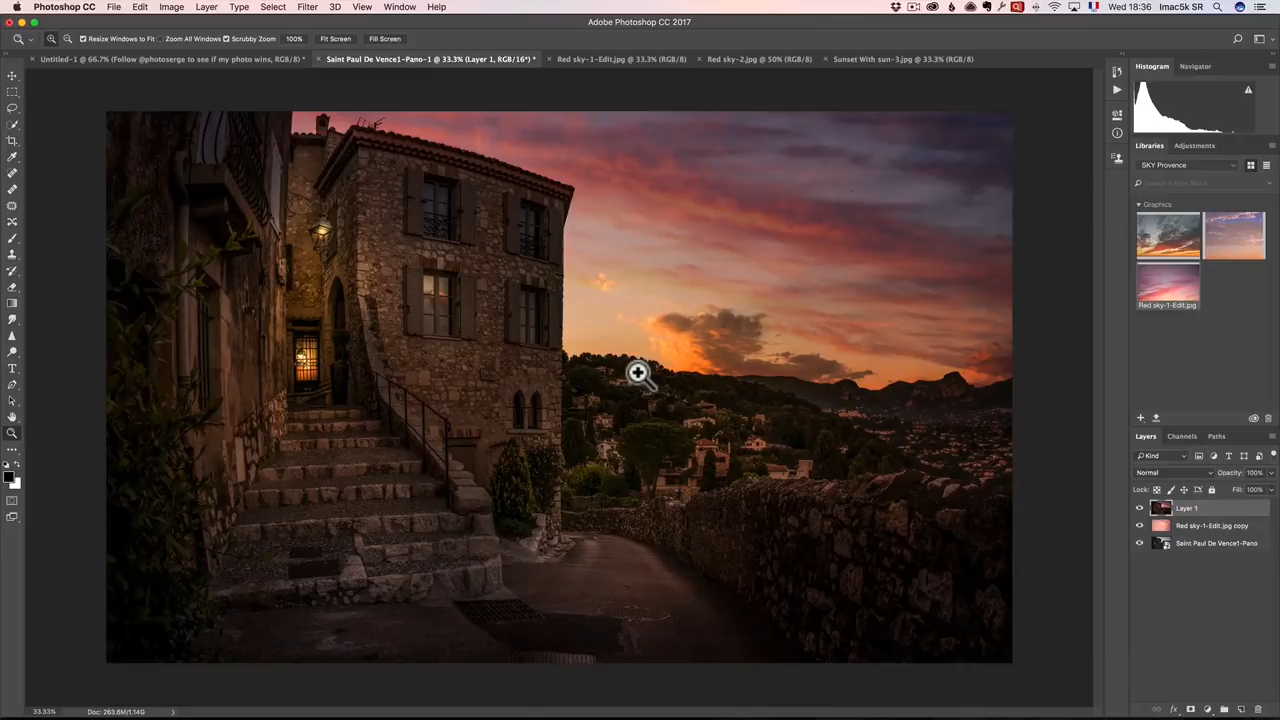 Photoshop CC File Edit Image Layer Type Select Filter 3D View Window Help Wed 18:36 Imac5k SR
Adobe Photoshop CC 2017
Resize Windows to Fit Zoom All Windows Scrubby Zoom 100% Fit Screen Fill Screen
Untitled-1 @ 66.7% (Follow @photoserge to see if my photo wins, RGB/8) * Saint Paul De Vence1-Pano-1 @ 33.3% (Layer 1, RGB/16*) * Red sky-1-Edit.jpg @ 33.3% (RGB/8) Red sky-2.jpg @ 50% (RGB/8) Sunset With sun-3.jpg @ 33.3% (RGB/8)
Histogram Navigator
Libraries Adjustments
SKY Provence
Search Adobe Stock
Graphics
Red sky-1-Edit.jpg
Layers Channels Paths
Kind
Normal Opacity: 100%
Lock: Fill: 100%
Layer 1
Red sky-1-Edit.jpg copy
Saint Paul De Vence1-Pano
33.33% Doc: 263.6M/1.14G